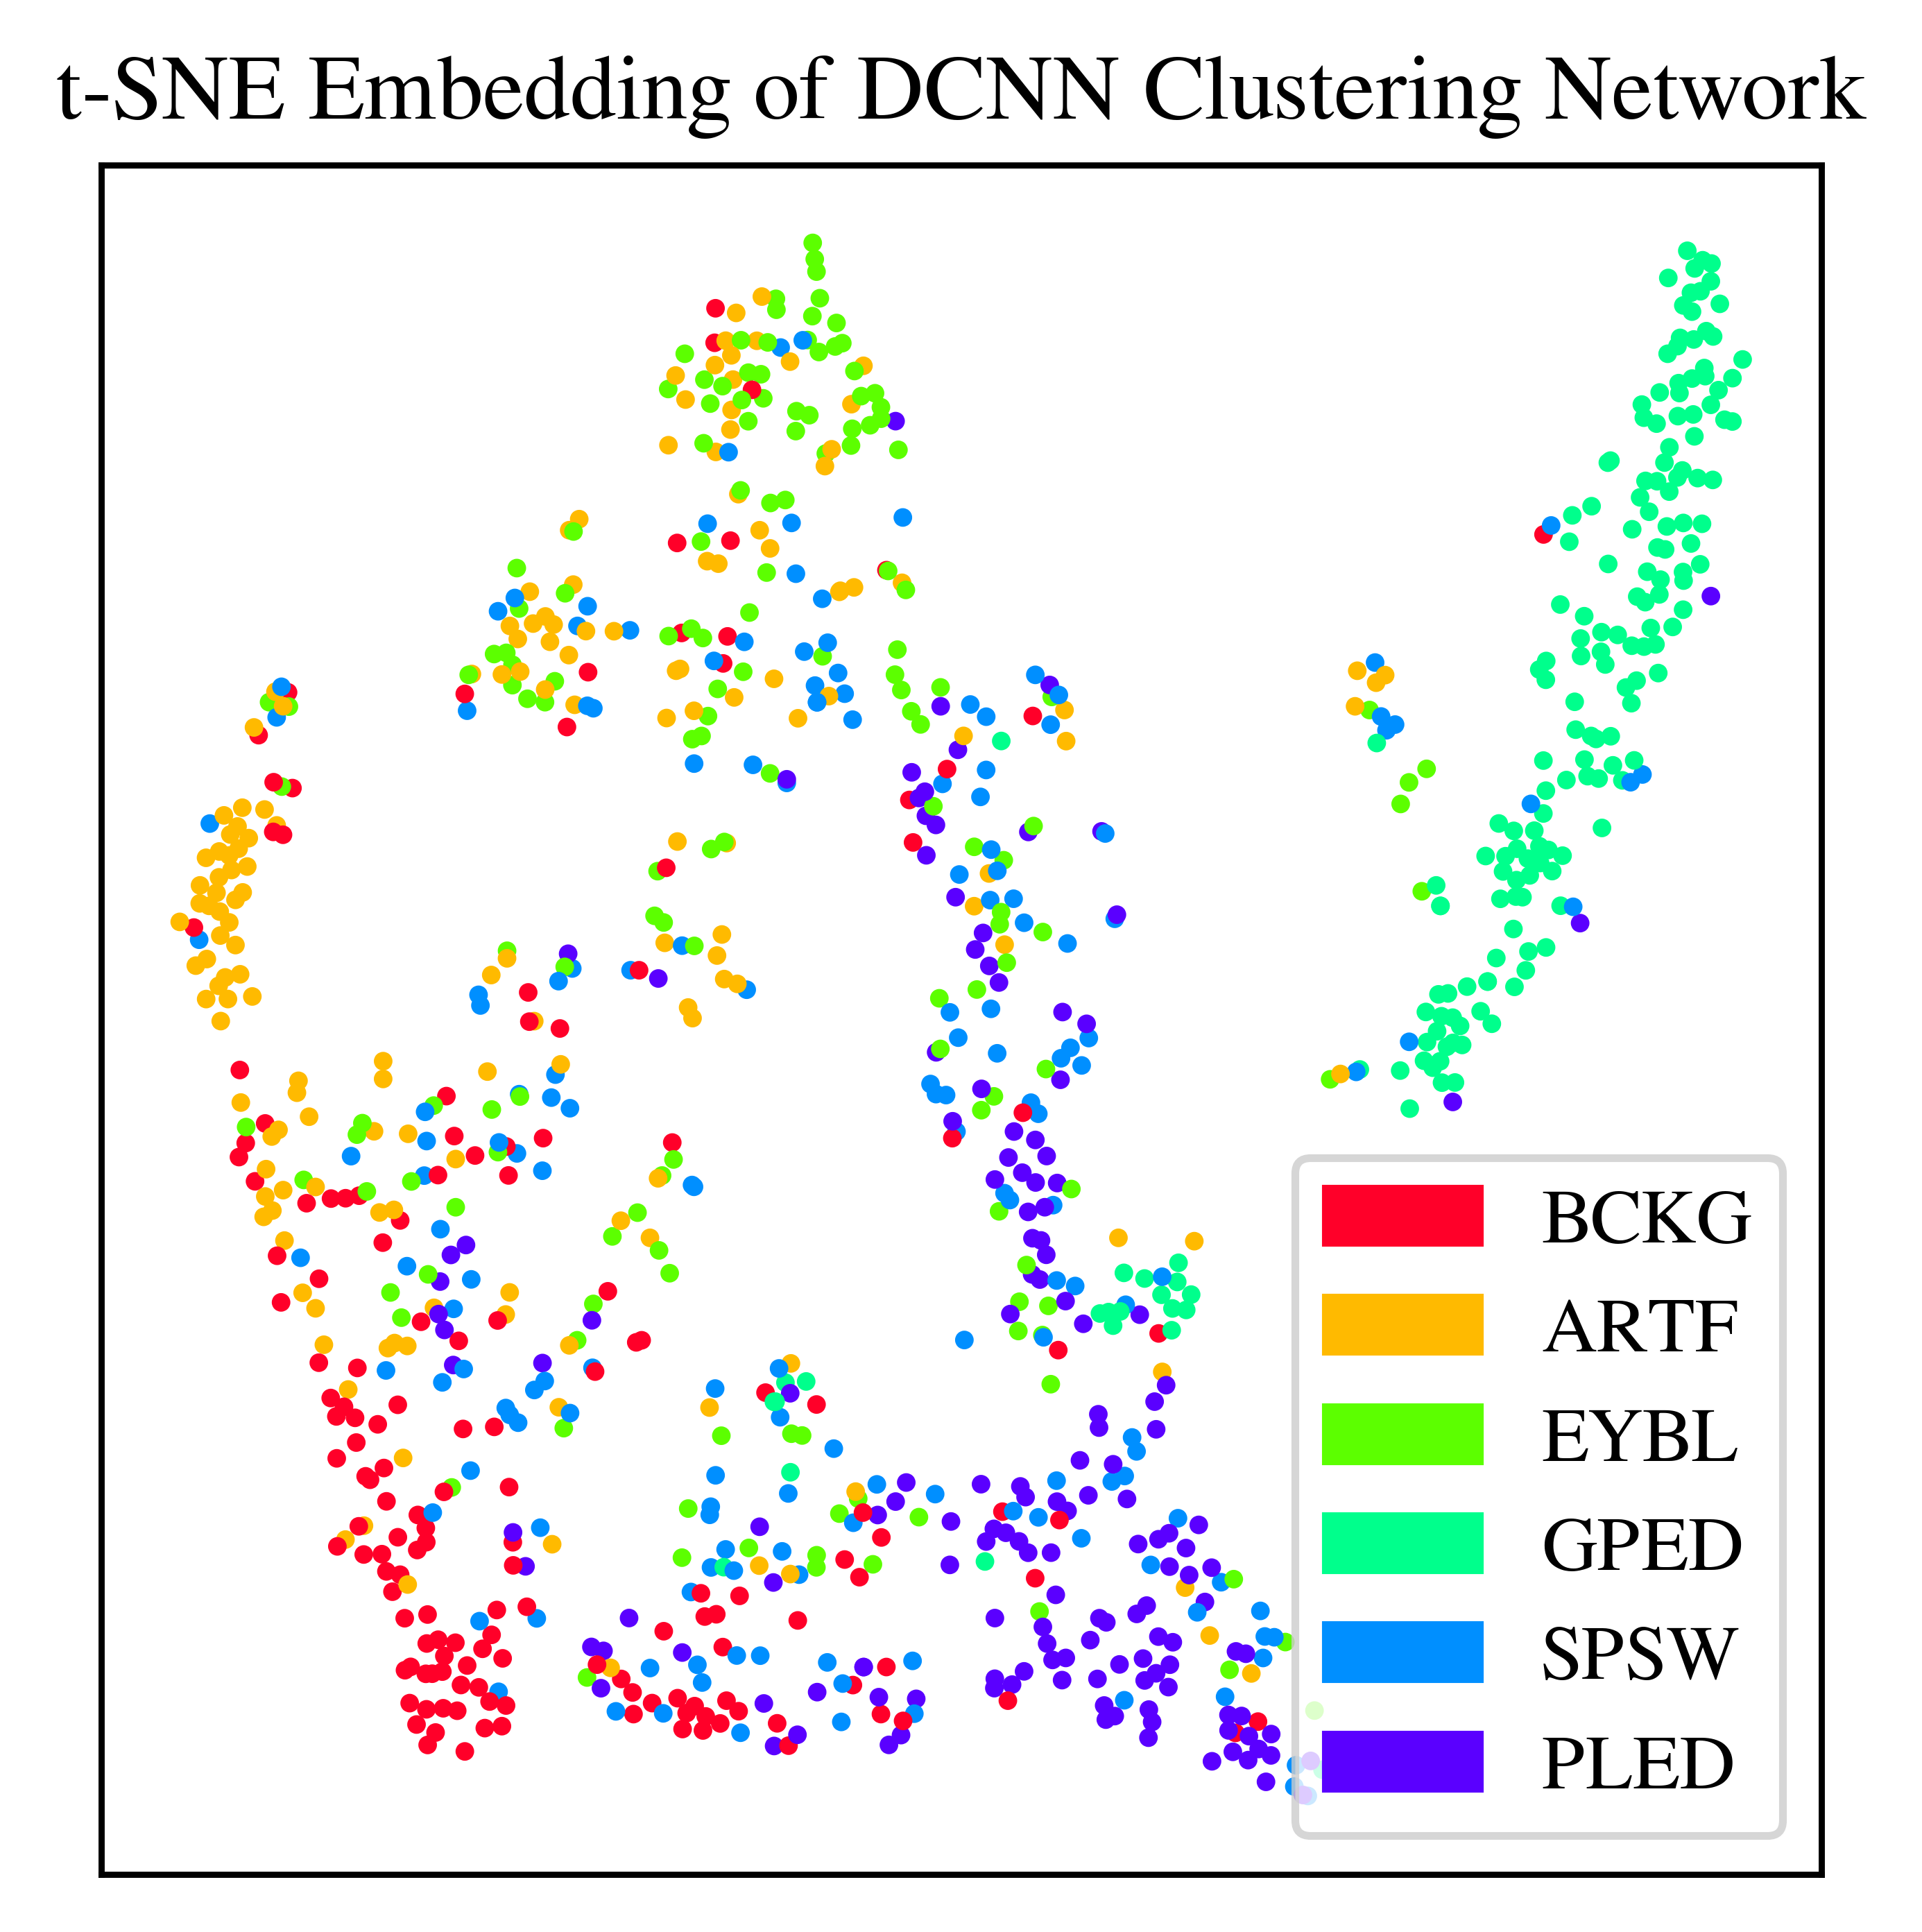 t-SNE Embedding of DCNN Clustering Network
BCKG
ARTF
EYBL
GPED
SPSW
PLED